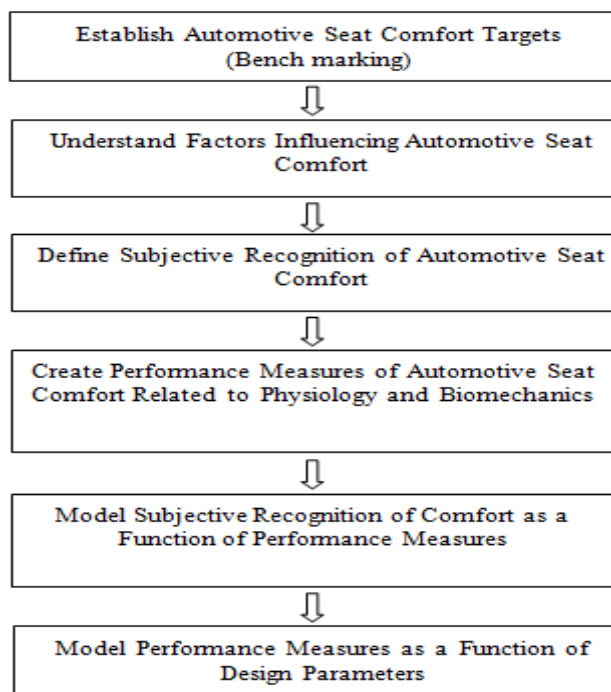 Establish Automotive Seat Comfort Targets
(Bench marking)
Understand Factors Influencing Automotive Seat
Comfort
Define Subjective Recognition of Automotive Seat
Comfort
Create Performance Measures of Automotive Seat
Comfort Related to Physiology and Biomechanics
Model Subjective Recognition of Comfort as a
Function of Performance Measures
Model Performance Measures as a Function of
Design Parameters